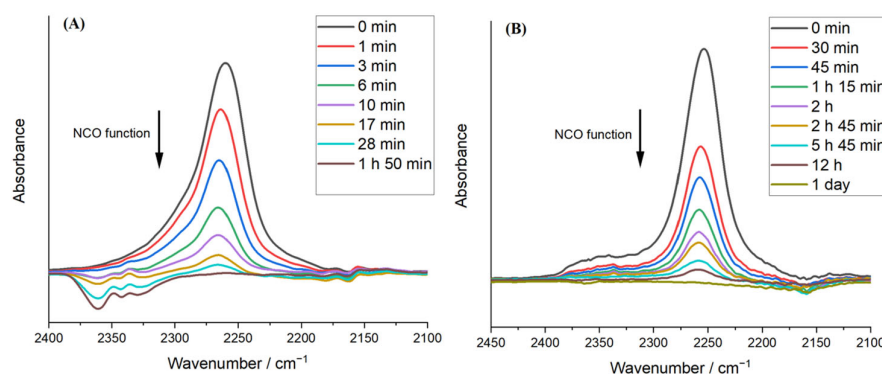 (A)
0 min
1 min
3 min
6 min
10 min
17 min
28 min
1 h 50 min
NCO function
Absorbance
2400 2350 2300 2250 2200 2150 2100
Wavenumber / cm⁻¹
(B)
0 min
30 min
45 min
1 h 15 min
2 h
2 h 45 min
5 h 45 min
12 h
1 day
NCO function
Absorbance
2450 2400 2350 2300 2250 2200 2150 2100
Wavenumber / cm⁻¹